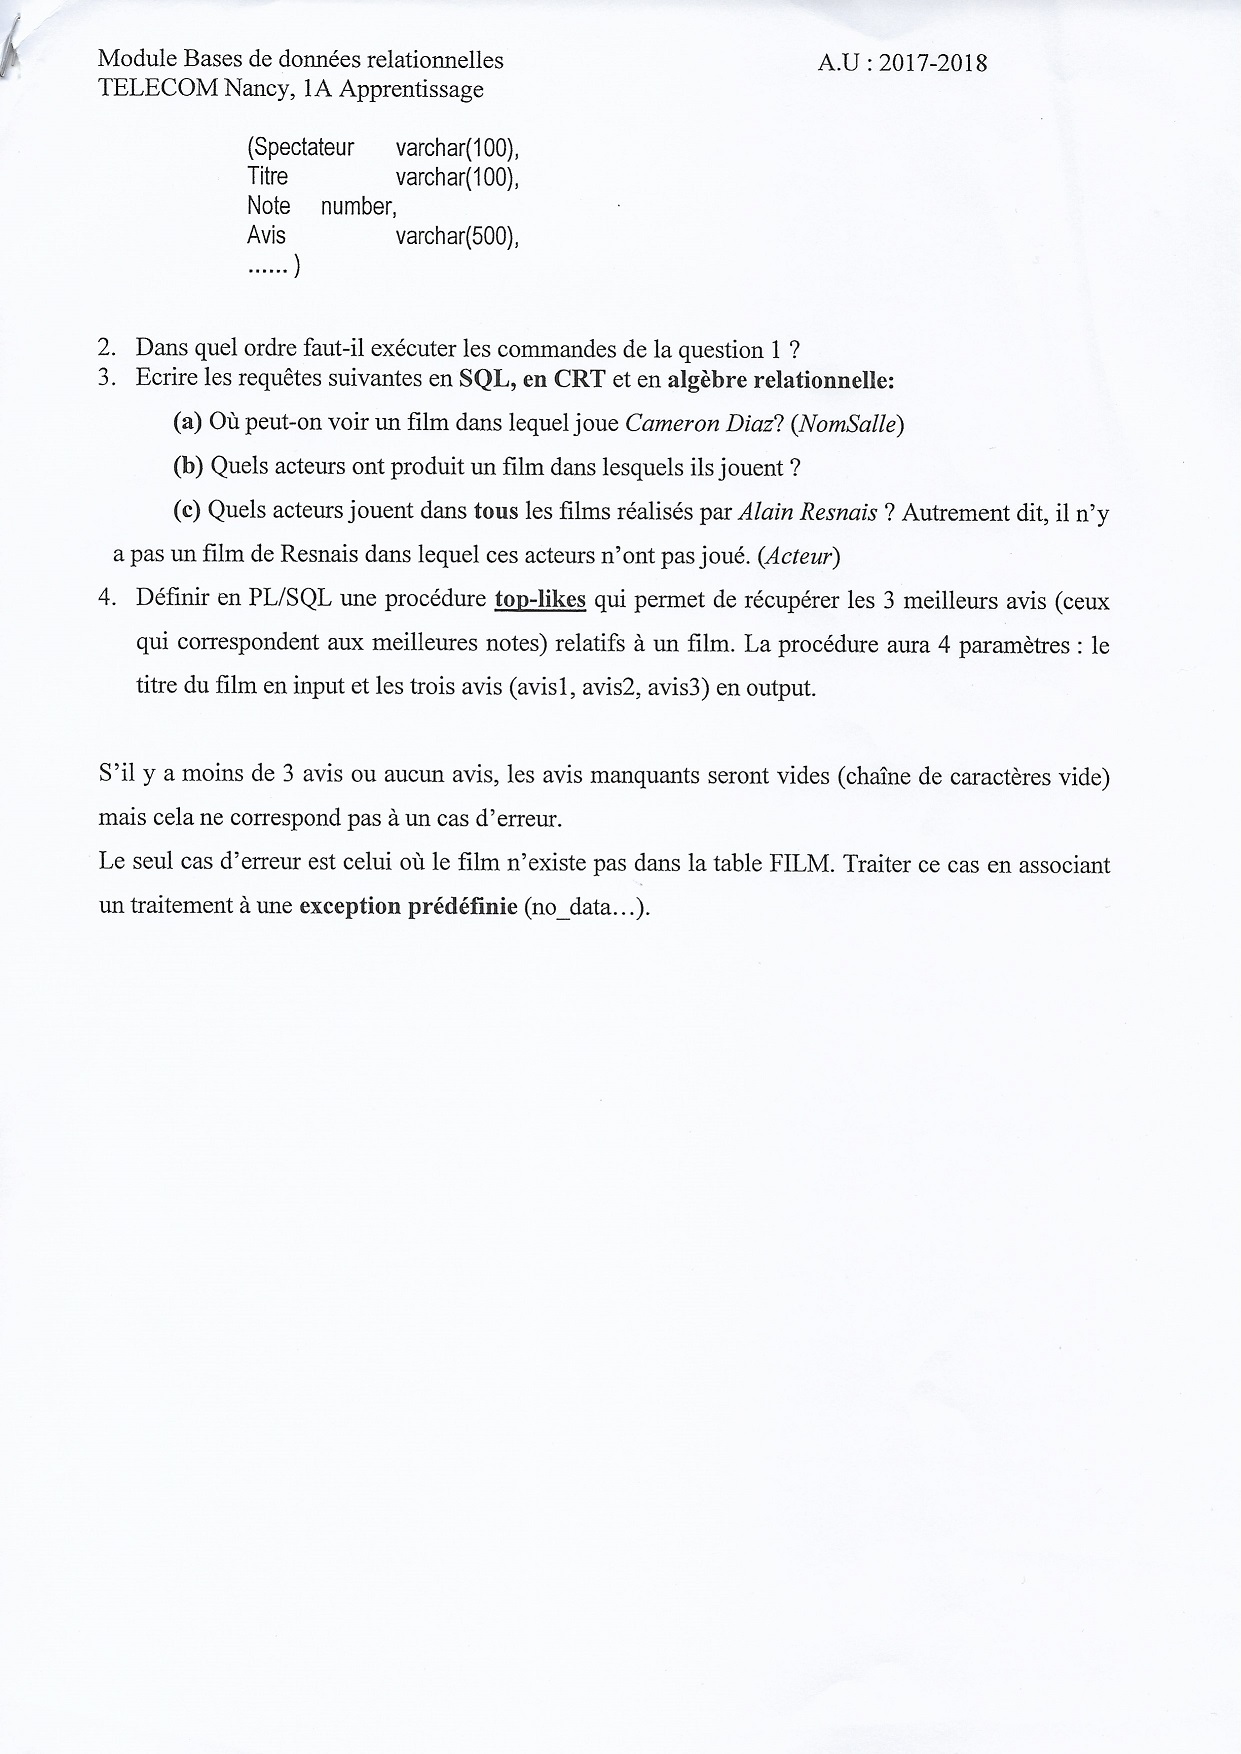 Module Bases de données relationnelles A.U : 2017-2018
TELECOM Nancy, 1A Apprentissage
(Spectateur varchar(100),
Titre varchar(100),
Note number,
Avis varchar(500),
...... )
2. Dans quel ordre faut-il exécuter les commandes de la question 1 ?
3. Ecrire les requêtes suivantes en SQL, en CRT et en algèbre relationnelle:
(a) Où peut-on voir un film dans lequel joue Cameron Diaz? (NomSalle)
(b) Quels acteurs ont produit un film dans lesquels ils jouent ?
(c) Quels acteurs jouent dans tous les films réalisés par Alain Resnais ? Autrement dit, il n’y
a pas un film de Resnais dans lequel ces acteurs n’ont pas joué. (Acteur)
4. Définir en PL/SQL une procédure top-likes qui permet de récupérer les 3 meilleurs avis (ceux
qui correspondent aux meilleures notes) relatifs à un film. La procédure aura 4 paramètres : le
titre du film en input et les trois avis (avis1, avis2, avis3) en output.
S’il y a moins de 3 avis ou aucun avis, les avis manquants seront vides (chaîne de caractères vide)
mais cela ne correspond pas à un cas d’erreur.
Le seul cas d’erreur est celui où le film n’existe pas dans la table FILM. Traiter ce cas en associant
un traitement à une exception prédéfinie (no_data…).